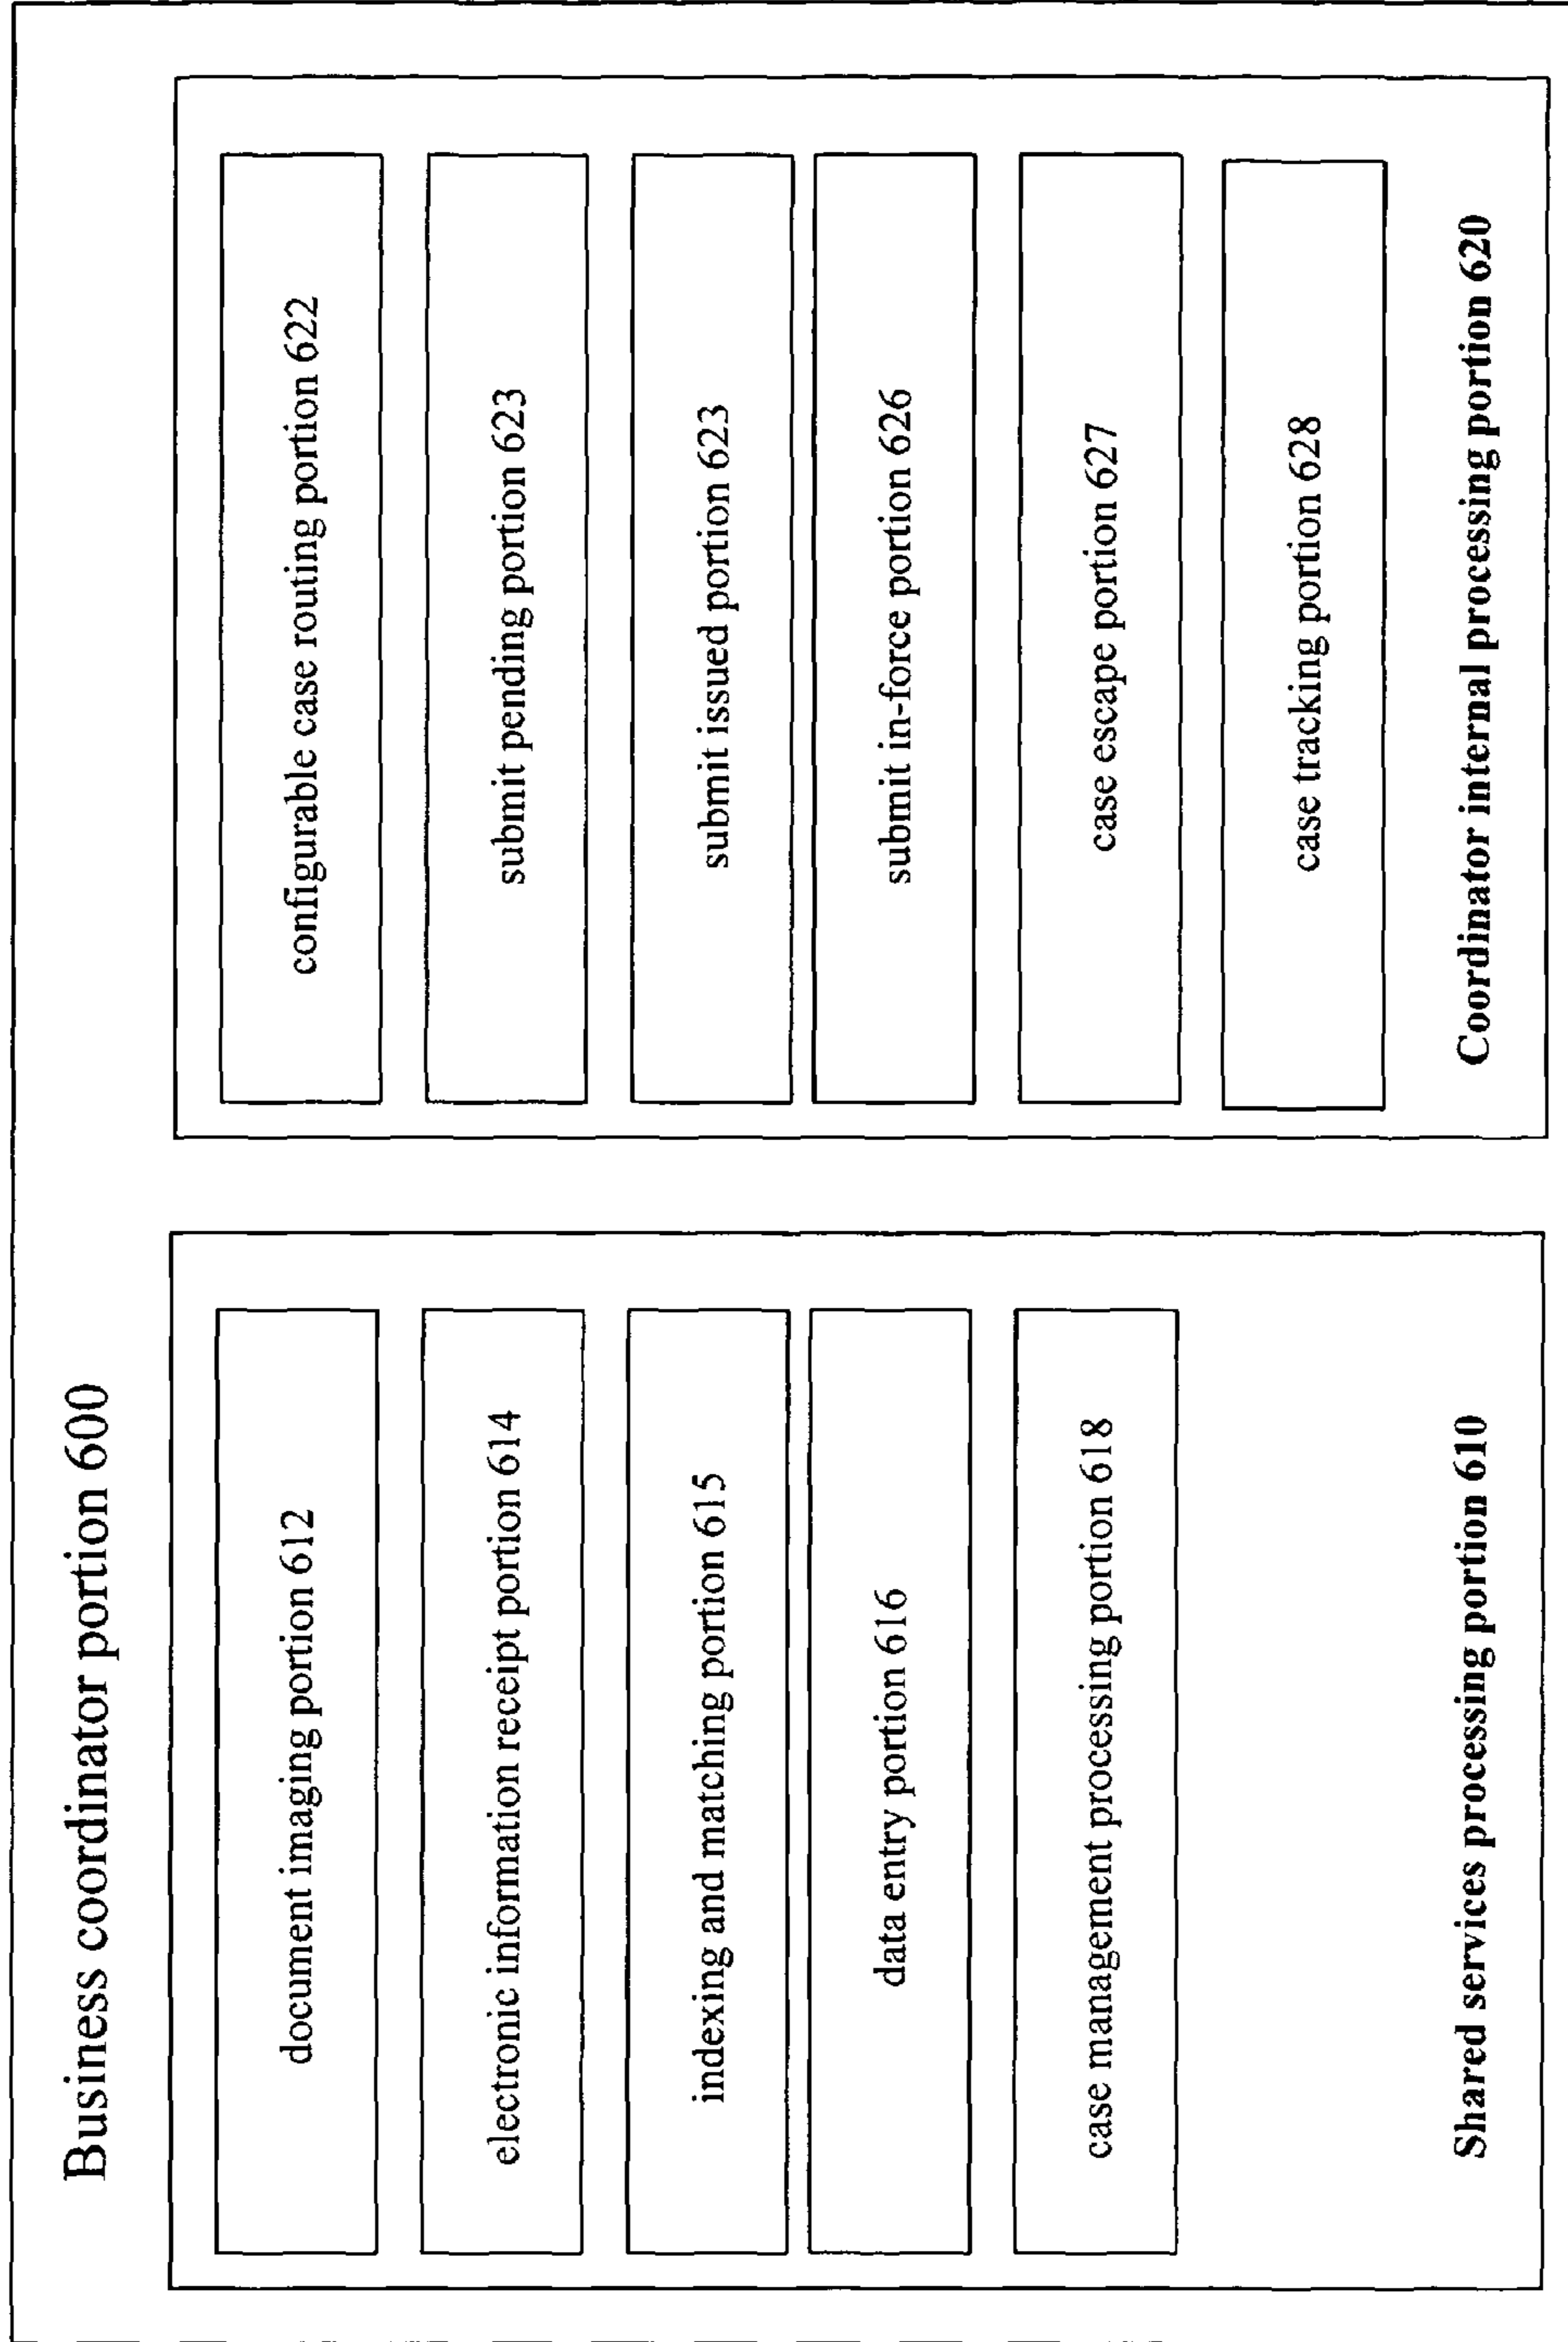 Business coordinator portion 600
document imaging portion 612
electronic information receipt portion 614
indexing and matching portion 615
data entry portion 616
case management processing portion 618
Shared services processing portion 610
configurable case routing portion 622
submit pending portion 623
submit issued portion 623
submit in-force portion 626
case escape portion 627
case tracking portion 628
Coordinator internal processing portion 620